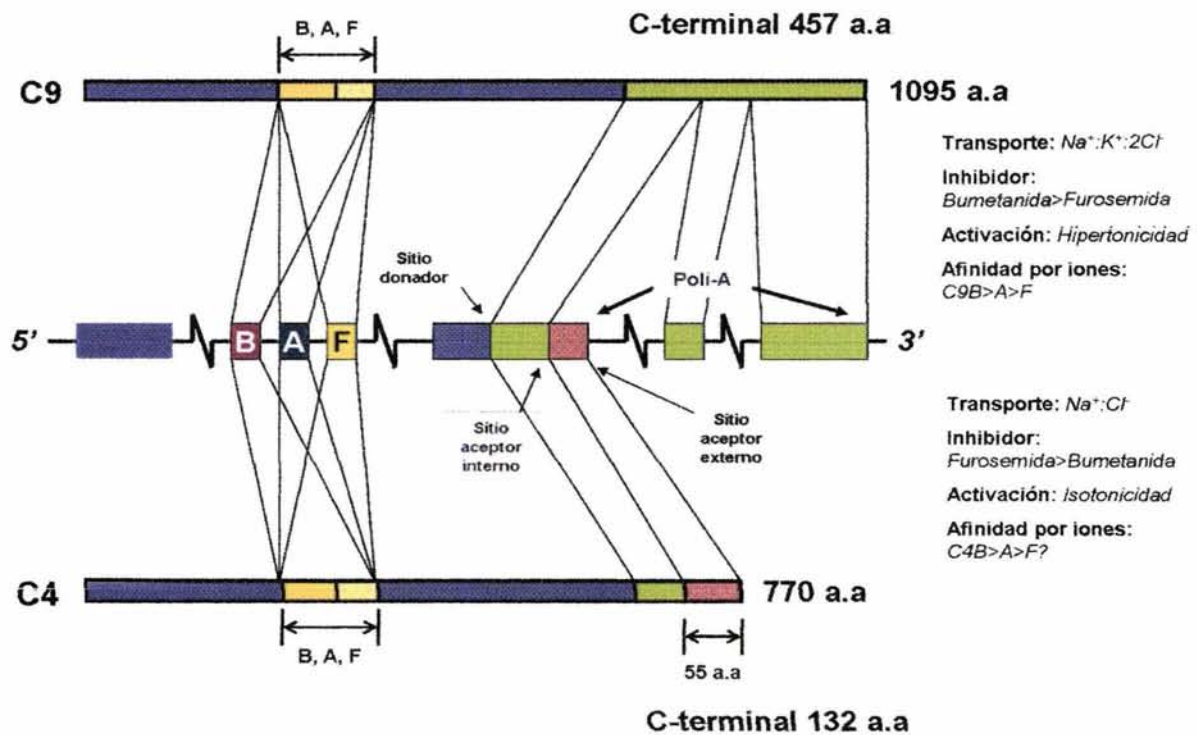 B, A, F
C-terminal 457 a.a
C9
1095 a.a
Transporte: Na⁺:K⁺:2Cl⁻
Inhibidor:
Bumetanida>Furosemida
Activación: Hipertonicidad
Afinidad por iones:
C9B>A>F
Sitio
donador
Poli-A
5’
B
A
F
3’
Sitio
aceptor
interno
Sitio
aceptor
externo
Transporte: Na⁺:Cl⁻
Inhibidor:
Furosemida>Bumetanida
Activación: Isotonicidad
Afinidad por iones:
C4B>A>F?
C4
770 a.a
B, A, F
55 a.a
C-terminal 132 a.a